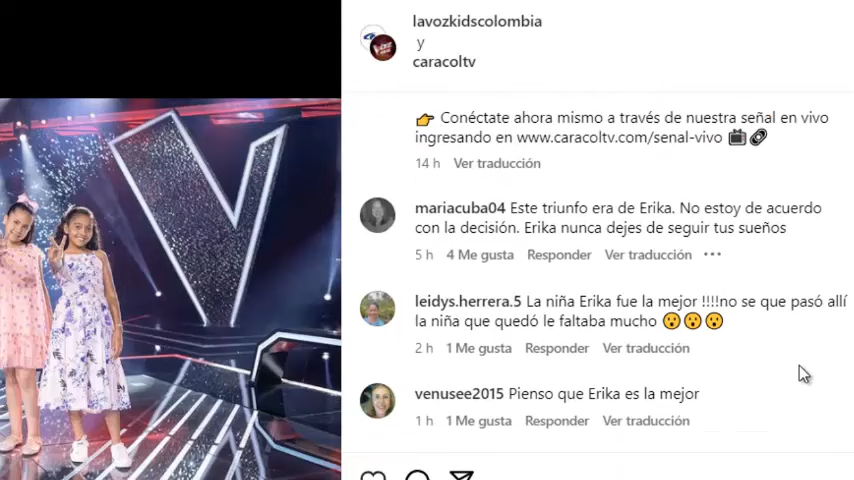 lavozkidscolombia
y
caracoltv
👉 Conéctate ahora mismo a través de nuestra señal en vivo
ingresando en www.caracoltv.com/senal-vivo 📺🔗
14 h Ver traducción
mariacuba04 Este triunfo era de Erika. No estoy de acuerdo
con la decisión. Erika nunca dejes de seguir tus sueños
5 h 4 Me gusta Responder Ver traducción •••
leidys.herrera.5 La niña Erika fue la mejor !!!!no se que pasó allí
la niña que quedó le faltaba mucho 😮😮😮
2 h 1 Me gusta Responder Ver traducción
venusee2015 Pienso que Erika es la mejor
1 h 1 Me gusta Responder Ver traducción